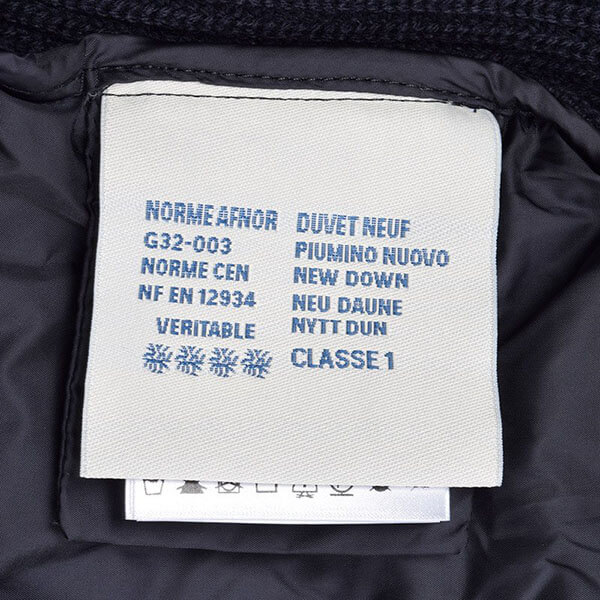 NORME AFNOR
G32-003
NORME CEN
NF EN 12934
VERITABLE
DUVET NEUF
PIUMINO NUOVO
NEW DOWN
NEU DAUNE
NYTT DUN
CLASSE 1